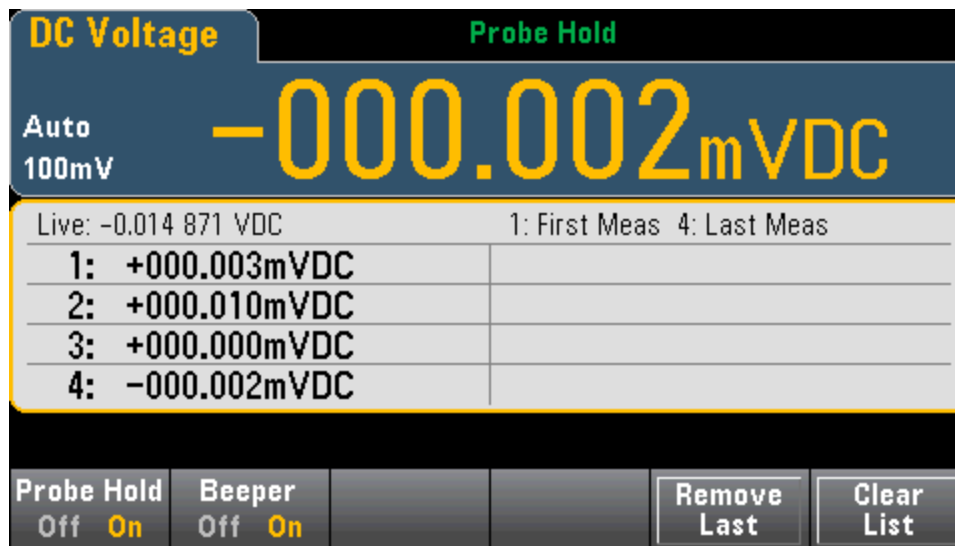 DC Voltage
Probe Hold
Auto
100mV
-000.002mVDC
Live: -0.014 871 VDC
1: First Meas 4: Last Meas
1: +000.003mVDC
2: +000.010mVDC
3: +000.000mVDC
4: -000.002mVDC
Probe Hold
Off On
Beeper
Off On
Remove
Last
Clear
List